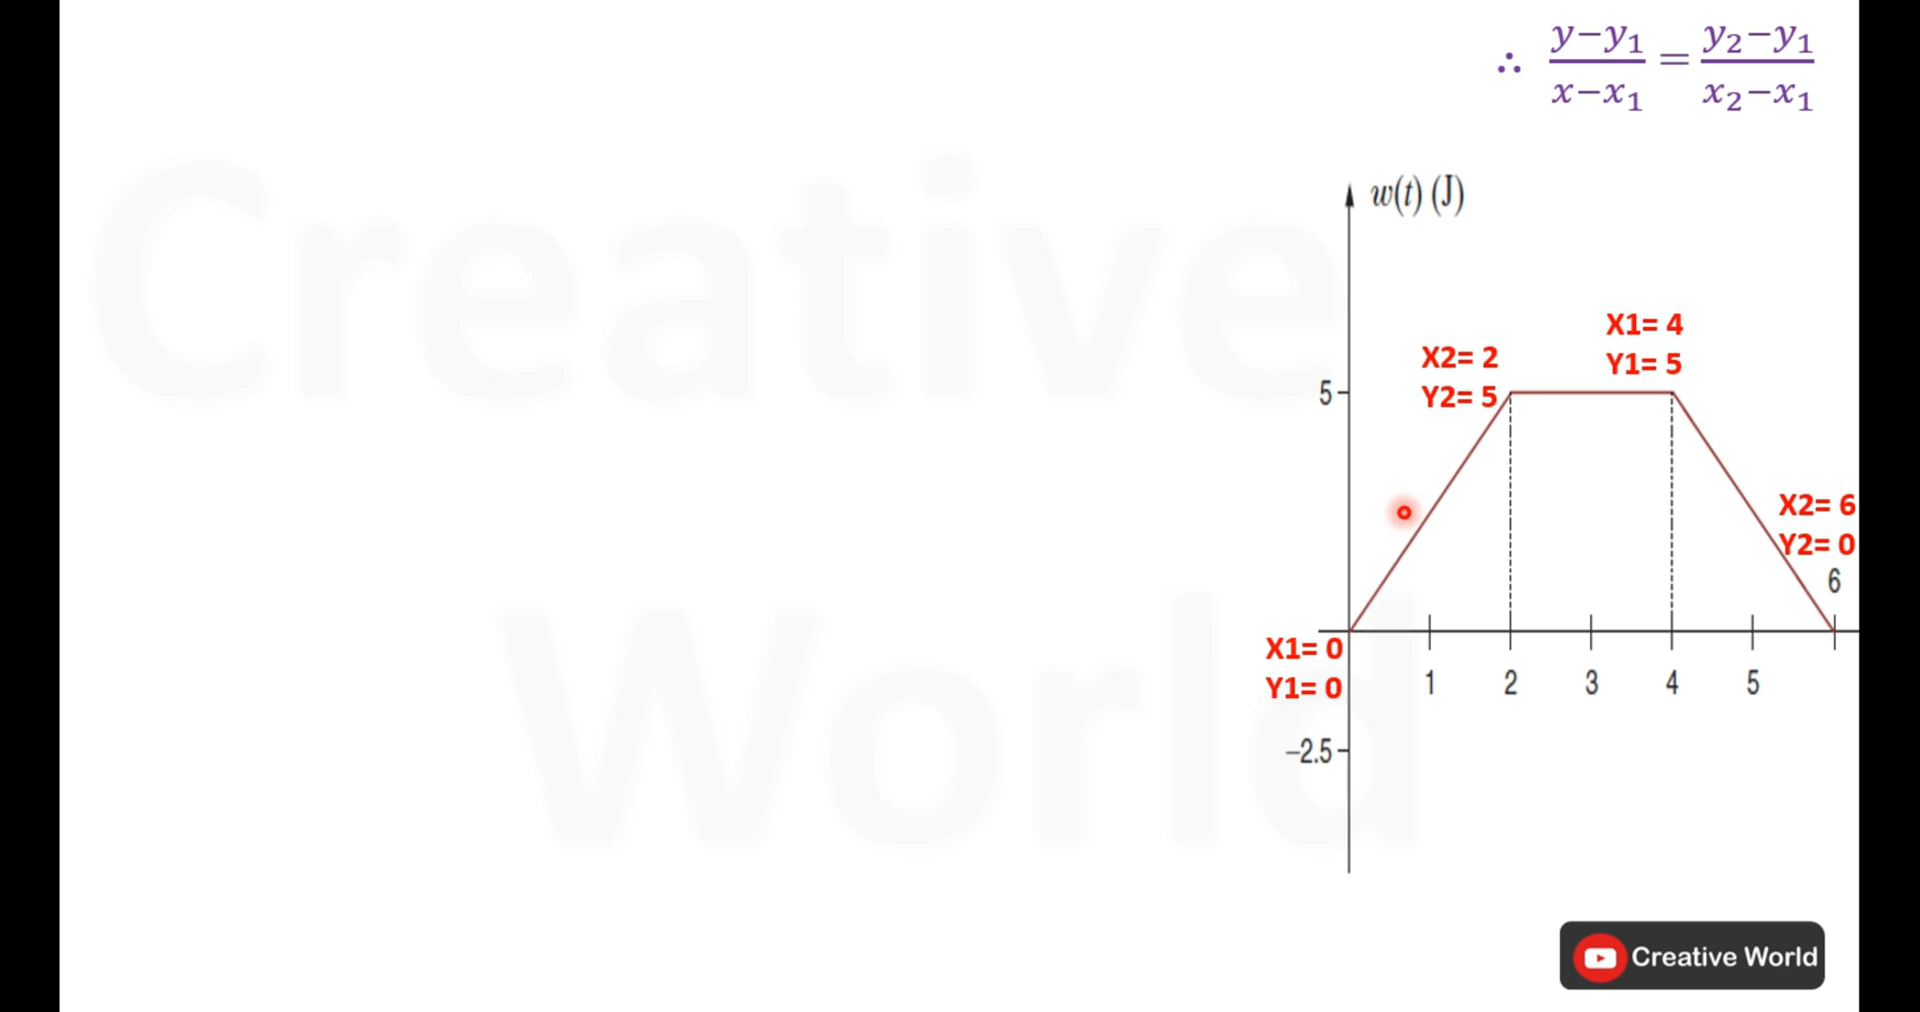 ∴ y−y₁/x−x₁ = y₂−y₁/x₂−x₁
w(t) (J)
X1= 4
Y1= 5
X2= 2
Y2= 5
5
X2= 6
Y2= 0
6
X1= 0
Y1= 0
1 2 3 4 5
−2.5
Creative
World
Creative World